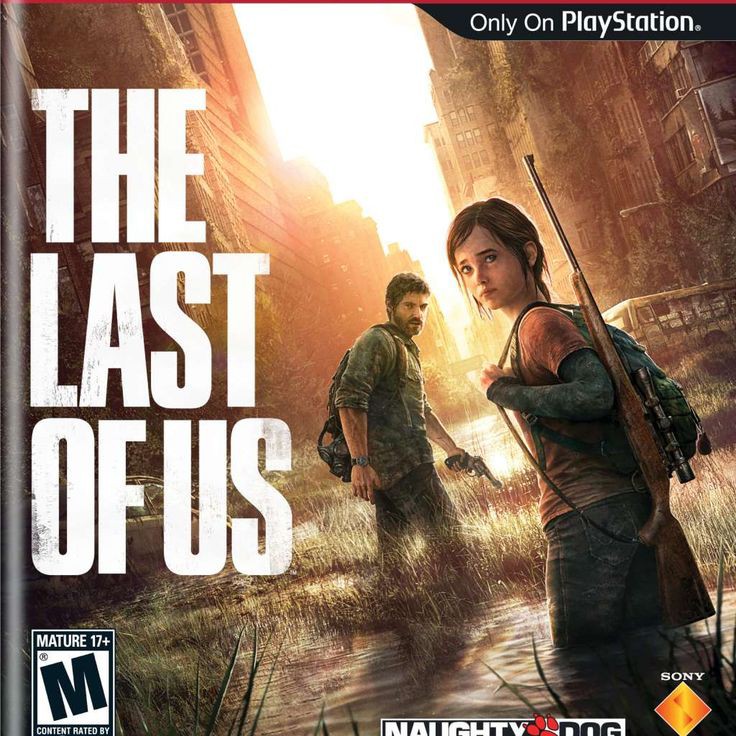 Only On PlayStation®
THE
LAST
OF US
MATURE 17+
M®
CONTENT RATED BY
SONY
NAUGHTY DOG